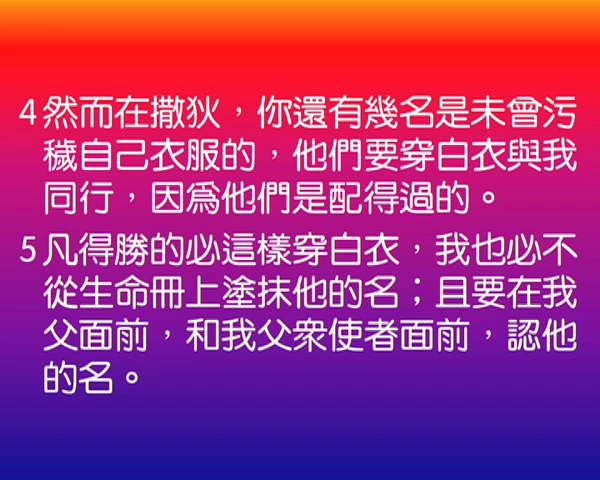 4 然而在撒狄，你還有幾名是未曾污
穢自己衣服的，他們要穿白衣與我
同行，因為他們是配得過的。
5 凡得勝的必這樣穿白衣，我也必不
從生命冊上塗抹他的名；且要在我
父面前，和我父眾使者面前，認他
的名。